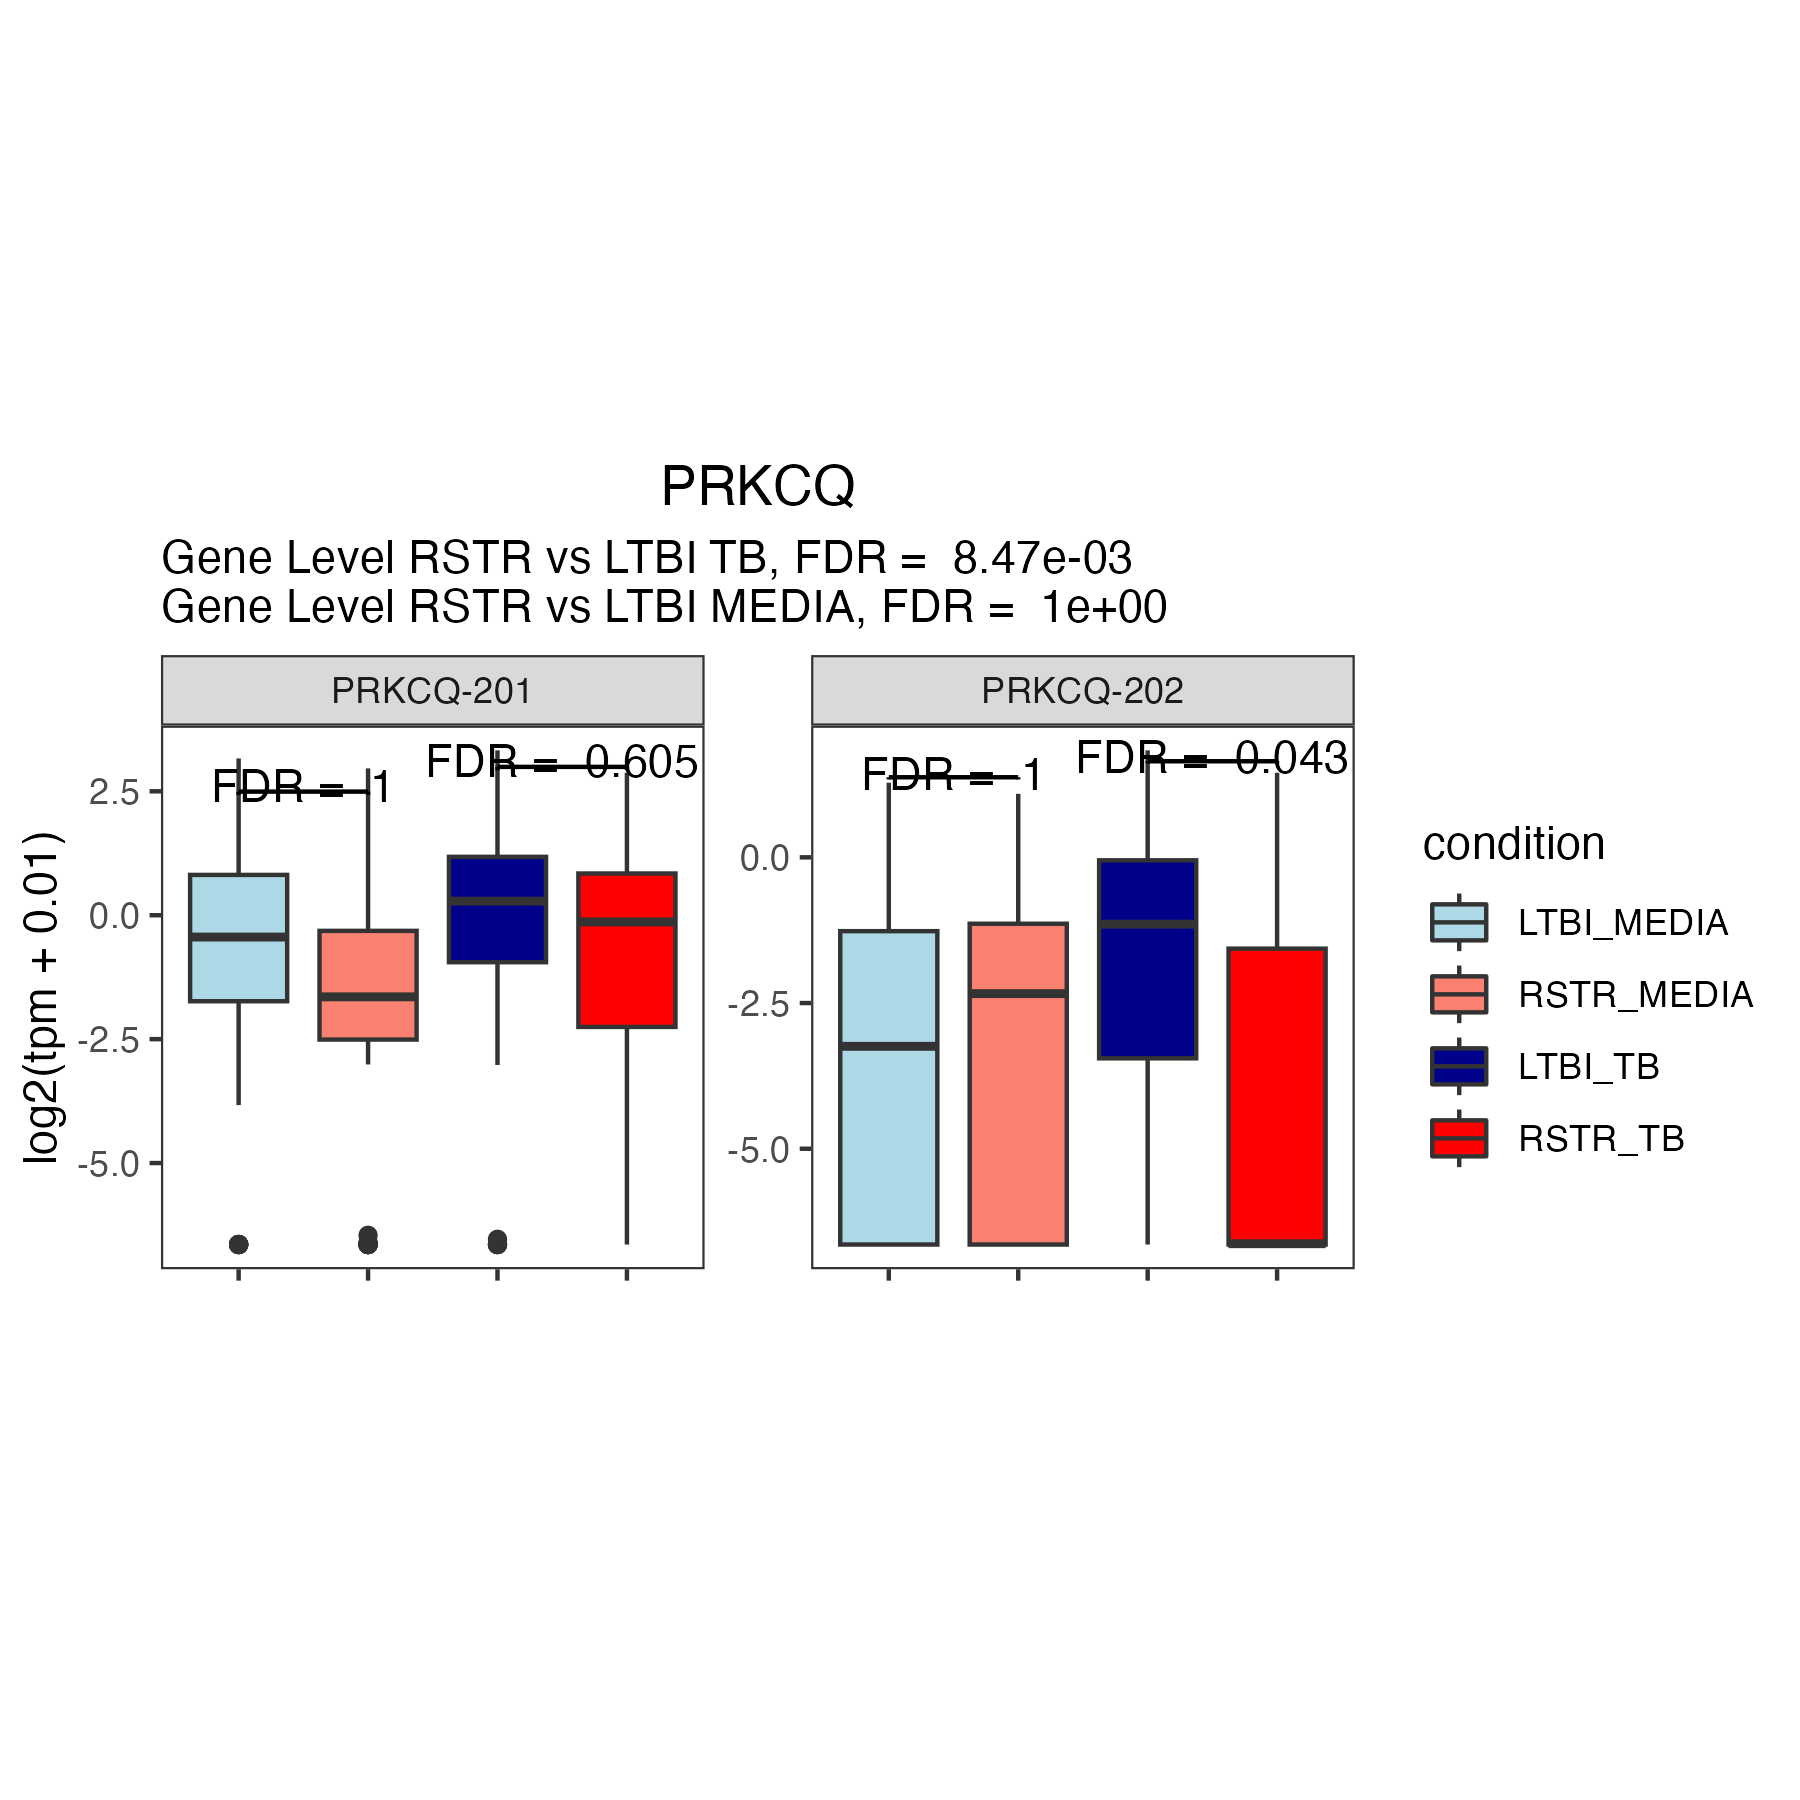 PRKCQ
Gene Level RSTR vs LTBI TB, FDR =  8.47e-03
Gene Level RSTR vs LTBI MEDIA, FDR =  1e+00
PRKCQ-201
PRKCQ-202
FDR =  1
FDR =  0.605
FDR =  1
FDR =  0.043
2.5
0.0
-2.5
-5.0
0.0
-2.5
-5.0
log2(tpm + 0.01)
condition
LTBI_MEDIA
RSTR_MEDIA
LTBI_TB
RSTR_TB